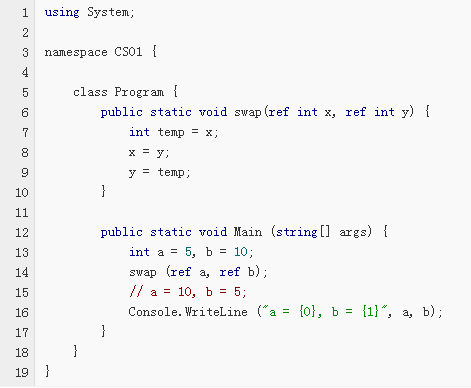 1 using System;
2
3 namespace CS01 {
4
5     class Program {
6         public static void swap(ref int x, ref int y) {
7             int temp = x;
8             x = y;
9             y = temp;
10         }
11
12         public static void Main (string[] args) {
13             int a = 5, b = 10;
14             swap (ref a, ref b);
15             // a = 10, b = 5;
16             Console.WriteLine ("a = {0}, b = {1}", a, b);
17         }
18     }
19 }